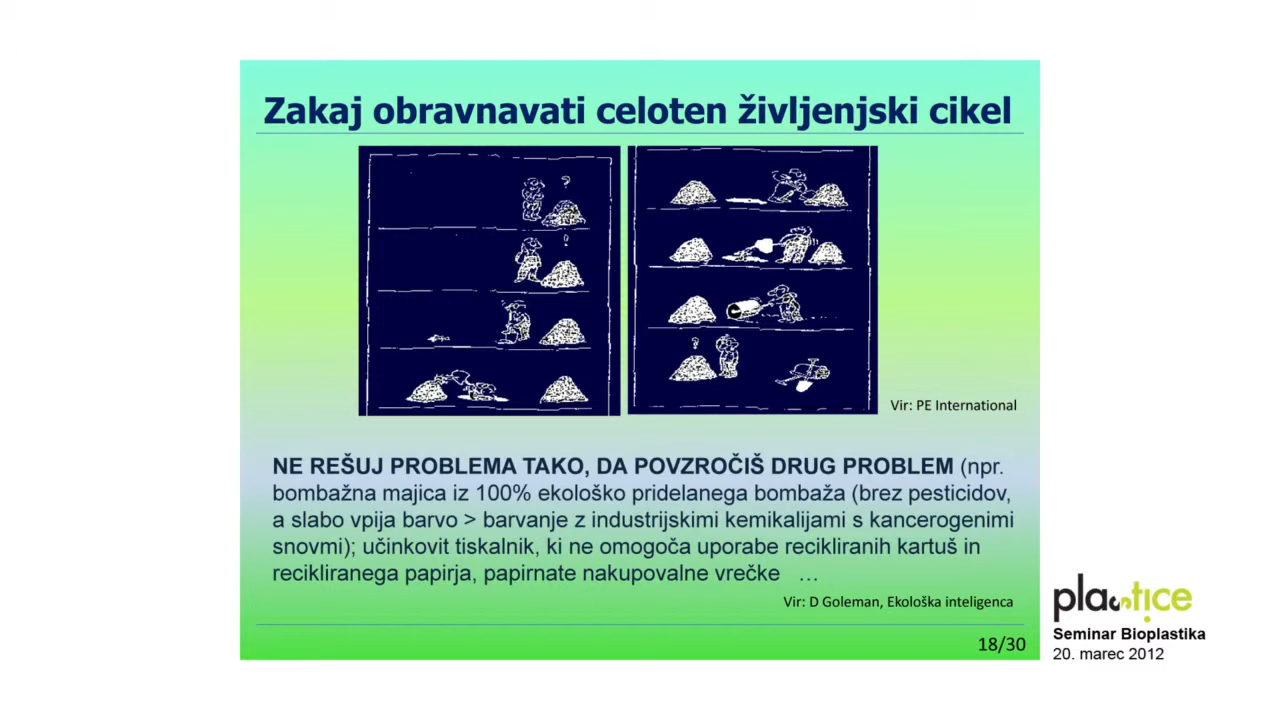 Zakaj obravnavati celoten življenjski cikel
?
!
?
Vir: PE International
NE REŠUJ PROBLEMA TAKO, DA POVZROČIŠ DRUG PROBLEM (npr.
bombažna majica iz 100% ekološko pridelanega bombaža (brez pesticidov,
a slabo vpija barvo > barvanje z industrijskimi kemikalijami s kancerogenimi
snovmi); učinkovit tiskalnik, ki ne omogoča uporabe recikliranih kartuš in
recikliranega papirja, papirnate nakupovalne vrečke …
Vir: D Goleman, Ekološka inteligenca
18/30
plastice
Seminar Bioplastika
20. marec 2012